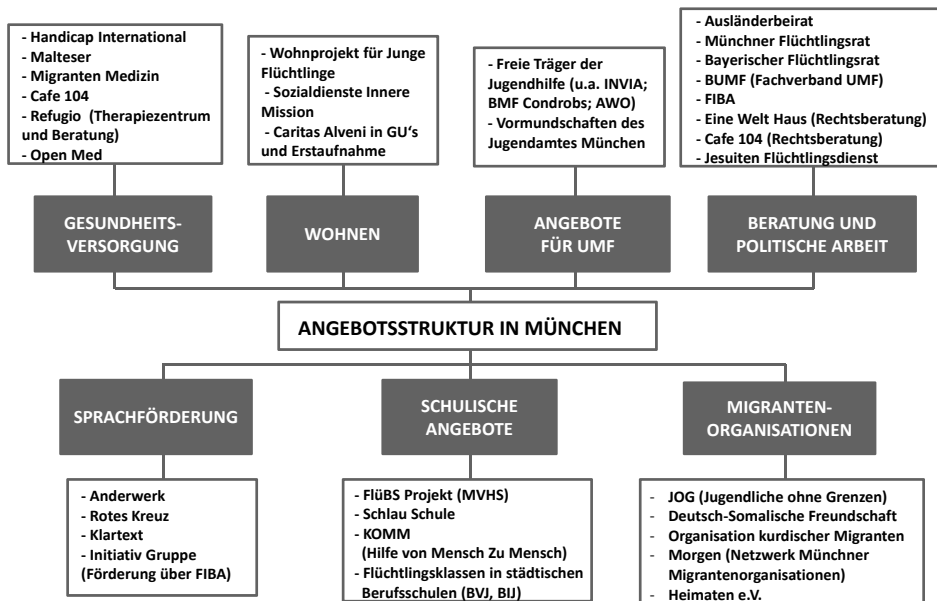 - Handicap International
- Malteser
- Migranten Medizin
- Cafe 104
- Refugio (Therapiezentrum
und Beratung)
- Open Med
- Wohnprojekt für Junge
Flüchtlinge
- Sozialdienste Innere
Mission
- Caritas Alveni in GU's
und Erstaufnahme
- Freie Träger der
Jugendhilfe (u.a. INVIA;
BMF Condrobs; AWO)
- Vormundschaften des
Jugendamtes München
- Ausländerbeirat
- Münchner Flüchtlingsrat
- Bayerischer Flüchtlingsrat
- BUMF (Fachverband UMF)
- FIBA
- Eine Welt Haus (Rechtsberatung)
- Cafe 104 (Rechtsberatung)
- Jesuiten Flüchtlingsdienst
GESUNDHEITS-
VERSORGUNG
WOHNEN
ANGEBOTE
FÜR UMF
BERATUNG UND
POLITISCHE ARBEIT
ANGEBOTSSTRUKTUR IN MÜNCHEN
SPRACHFÖRDERUNG
SCHULISCHE
ANGEBOTE
MIGRANTEN-
ORGANISATIONEN
- Anderwerk
- Rotes Kreuz
- Klartext
- Initiativ Gruppe
(Förderung über FIBA)
- FlüBS Projekt (MVHS)
- Schlau Schule
- KOMM
(Hilfe von Mensch Zu Mensch)
- Flüchtlingsklassen in städtischen
Berufsschulen (BVJ, BIJ)
- JOG (Jugendliche ohne Grenzen)
- Deutsch-Somalische Freundschaft
- Organisation kurdischer Migranten
- Morgen (Netzwerk Münchner
Migrantenorganisationen)
- Heimaten e.V.